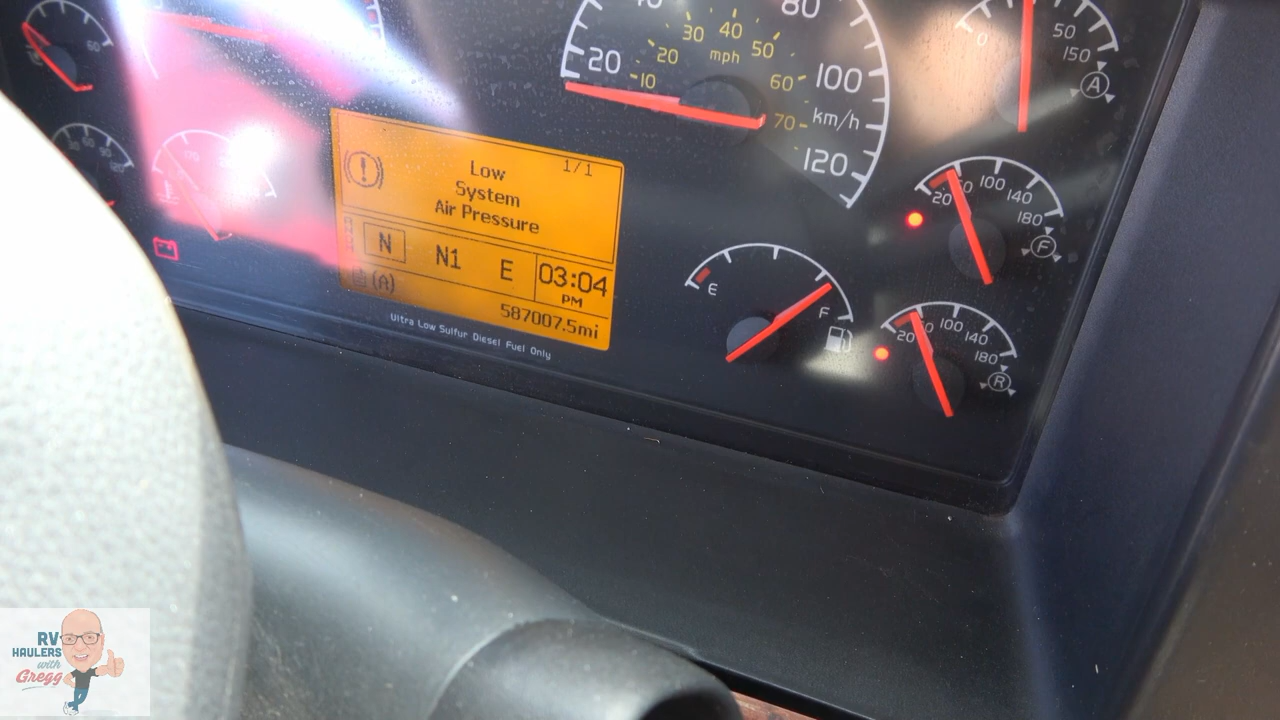 60
80
20
10
20
30
40
50
60
70
mph
100
km/h
120
0
50
150
A
1/1
Low
System
Air Pressure
N
N1
E
03:04
PM
(A)
587007.5mi
Ultra Low Sulfur Diesel Fuel Only
E
F
20
100
140
180
F
20
100
140
180
R
RV
HAULERS
with
Gregg